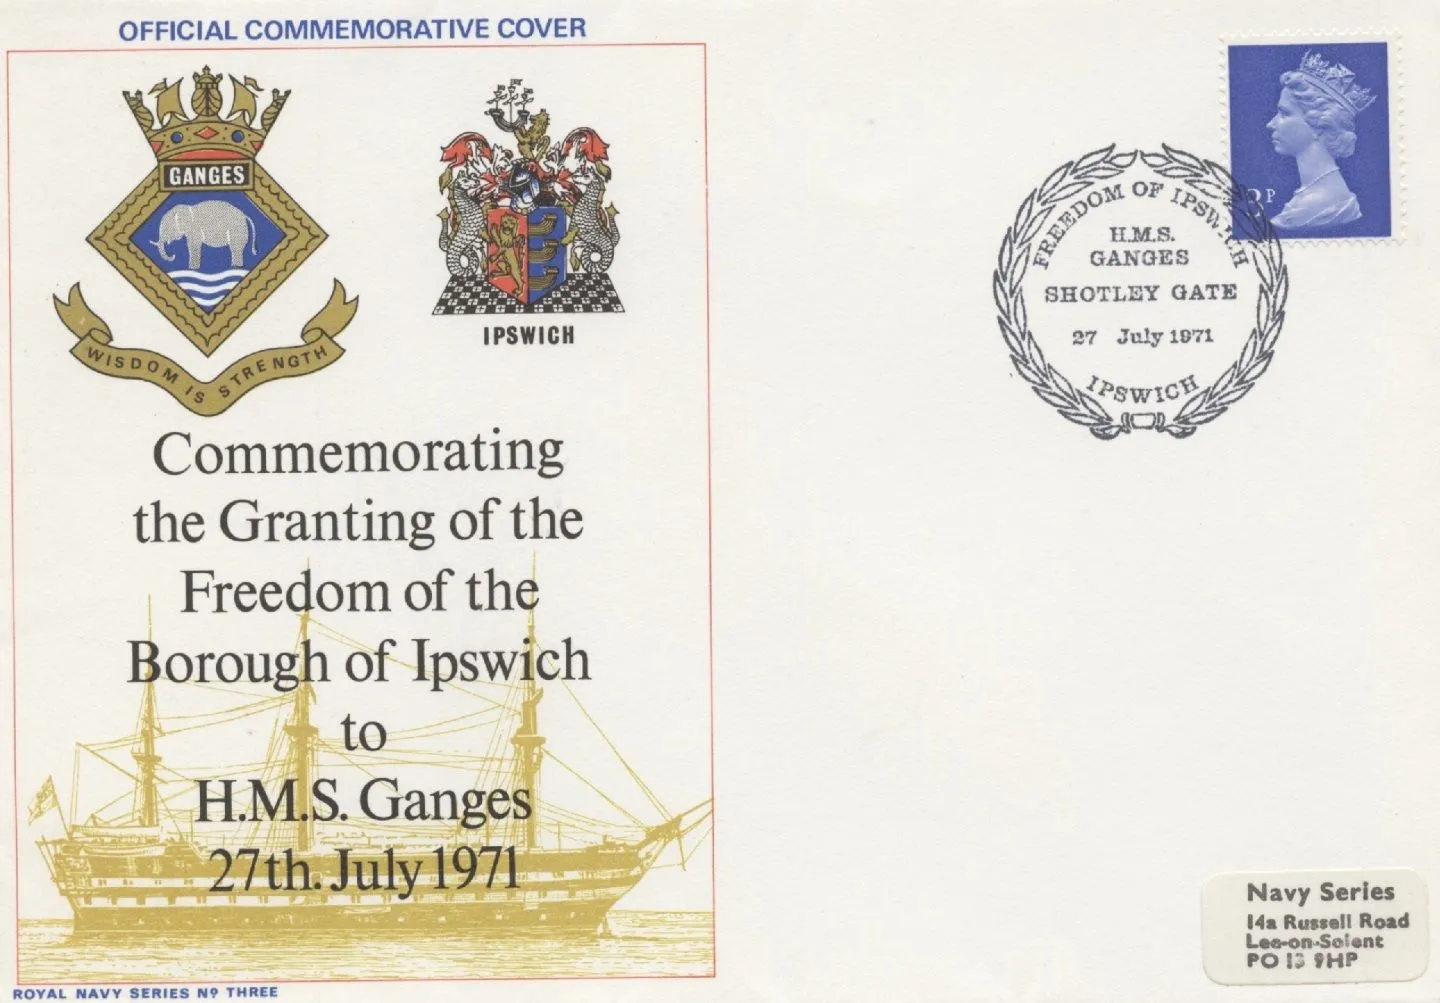 OFFICIAL COMMEMORATIVE COVER
GANGES
WISDOM IS STRENGTH
IPSWICH
Commemorating
the Granting of the
Freedom of the
Borough of Ipswich
to
H.M.S. Ganges
27th. July 1971
ROYAL NAVY SERIES Nº THREE
P
FREEDOM OF IPSWICH
H.M.S.
GANGES
SHOTLEY GATE
27 July 1971
IPSWICH
Navy Series
14a Russell Road
Lee-on-Solent
PO 13 9HP